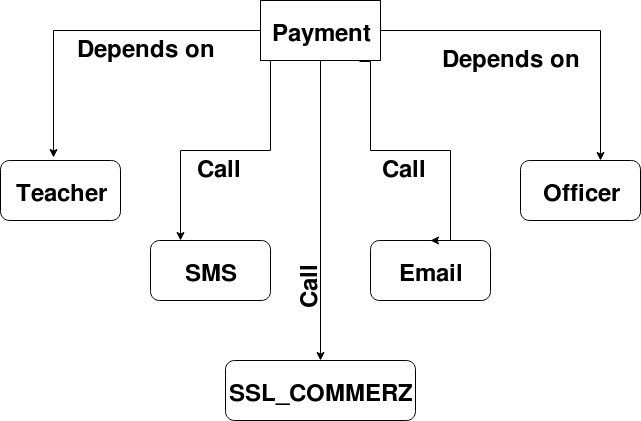 Payment
Depends on
Depends on
Call
Call
Teacher
Officer
SMS
Email
Call
SSL_COMMERZ